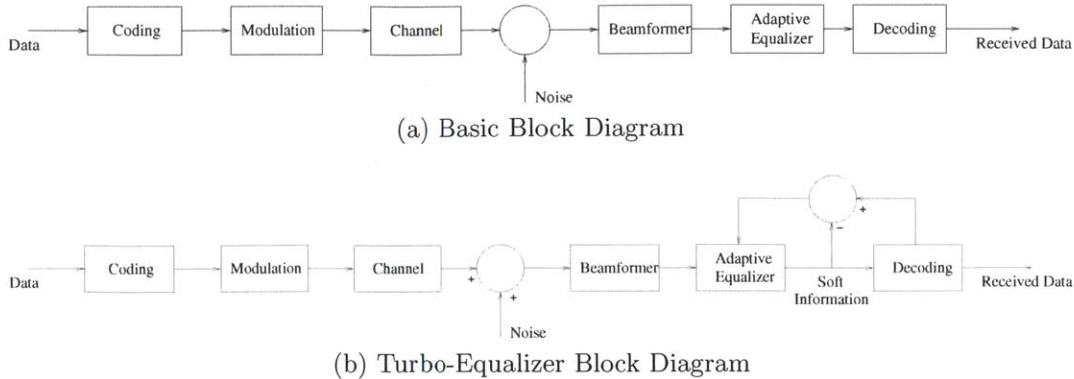 Data
Coding
Modulation
Channel
Noise
Beamformer
Adaptive
Equalizer
Decoding
Received Data
(a) Basic Block Diagram
Data
Coding
Modulation
Channel
+
+
Noise
Beamformer
Adaptive
Equalizer
+
−
Soft
Information
Decoding
Received Data
(b) Turbo-Equalizer Block Diagram